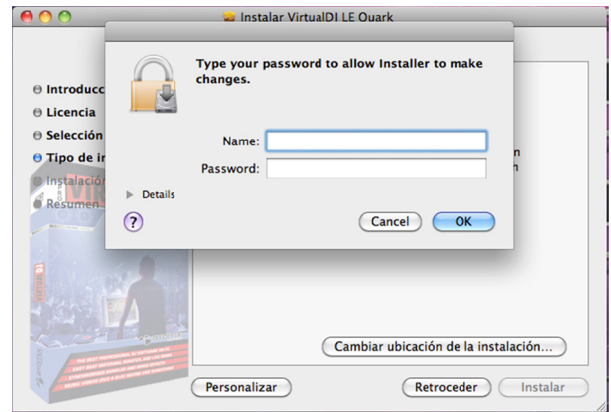 Instalar VirtualDJ LE Quark
Type your password to allow Installer to make
changes.
Name:
Password:
Details
?
Cancel
OK
Introducc
Licencia
Selección
Tipo de in
Instalación
Resumen
Cambiar ubicación de la instalación...
Personalizar
Retroceder
Instalar